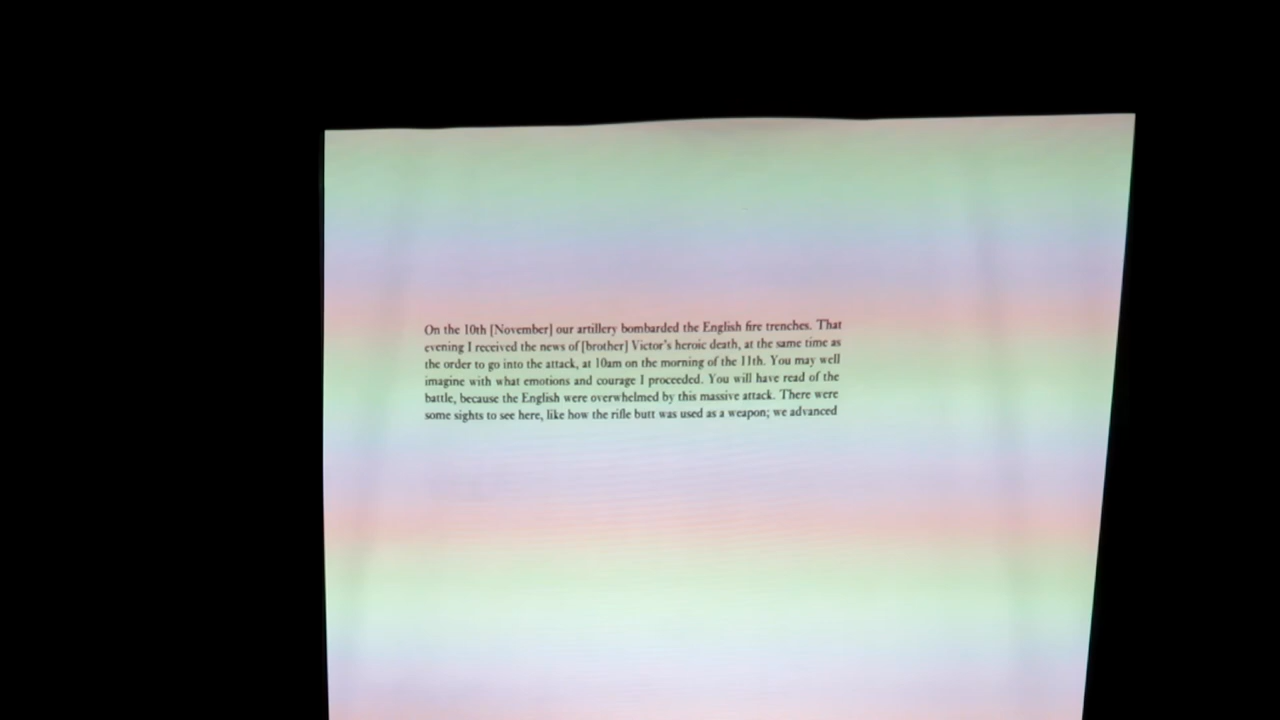 On the 10th [November] our artillery bombarded the English fire trenches. That
evening I received the news of [brother] Victor's heroic death, at the same time as
the order to go into the attack, at 10am on the morning of the 11th. You may well
imagine with what emotions and courage I proceeded. You will have read of the
battle, because the English were overwhelmed by this massive attack. There were
some sights to see here, like how the rifle butt was used as a weapon; we advanced